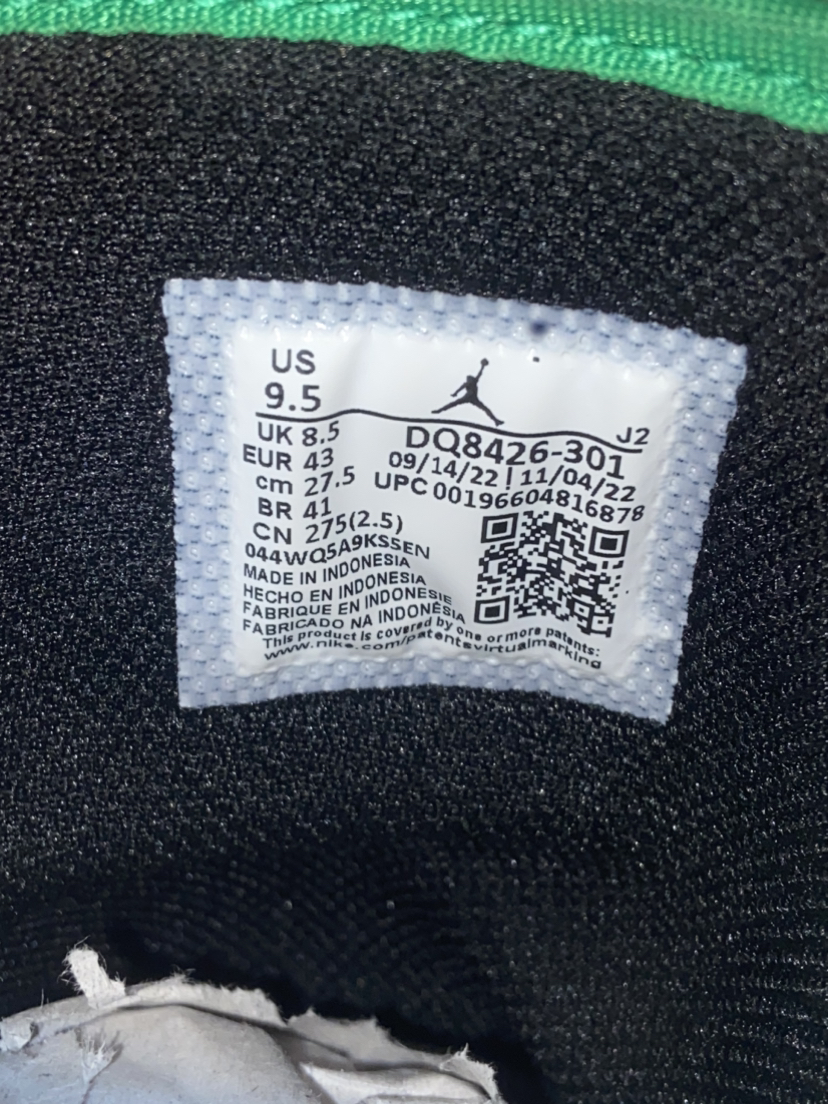 US
9.5
J2
UK 8.5
EUR 43
cm 27.5
BR 41
CN 275(2.5)
DQ8426-301
09/14/22 | 11/04/22
UPC 00196604816878
044WQ5A9KS5EN
MADE IN INDONESIA
HECHO EN INDONESIA
FABRIQUE EN INDONESIE
FABRICADO NA INDONÉSIA
This product is covered by one or more patents:
www.nike.com/patentsvirtualmarking